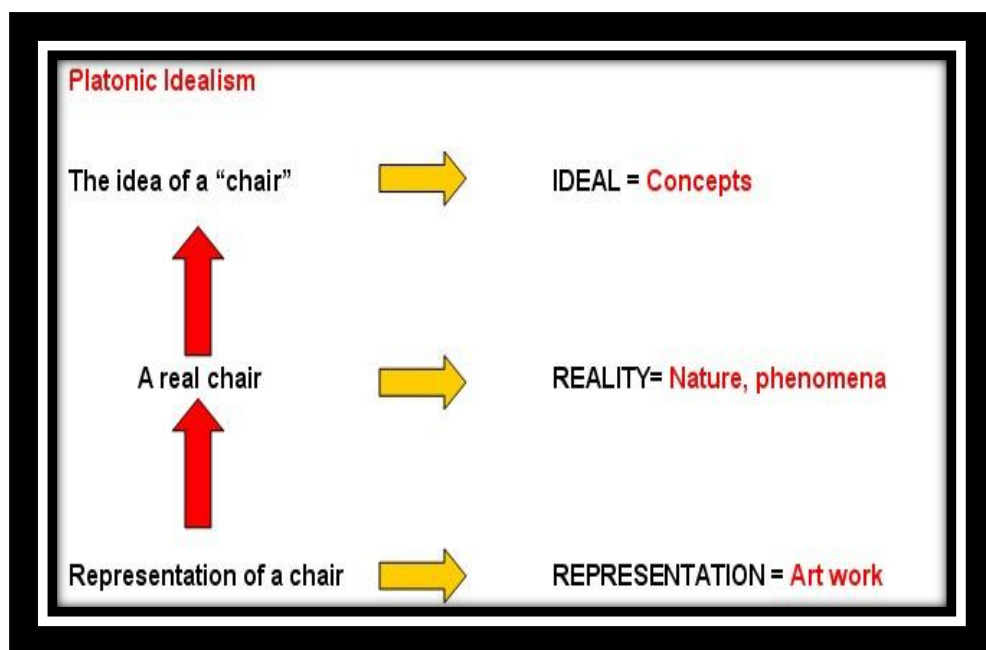 Platonic Idealism
The idea of a “chair”
IDEAL = Concepts
A real chair
REALITY= Nature, phenomena
Representation of a chair
REPRESENTATION = Art work